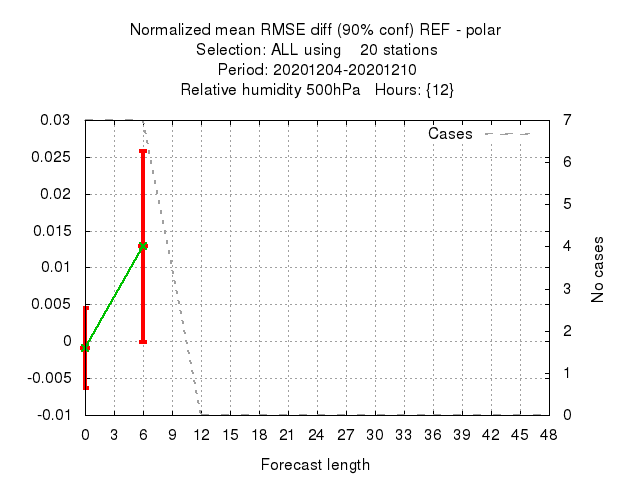 Normalized mean RMSE diff (90% conf) REF - polar
Selection: ALL using    20 stations
Period: 20201204-20201210
Relative humidity 500hPa   Hours: {12}
Cases
0.03
0.025
0.02
0.015
0.01
0.005
0
-0.005
-0.01
7
6
5
4
3
2
1
0
No cases
0 3 6 9 12 15 18 21 24 27 30 33 36 39 42 45 48
Forecast length